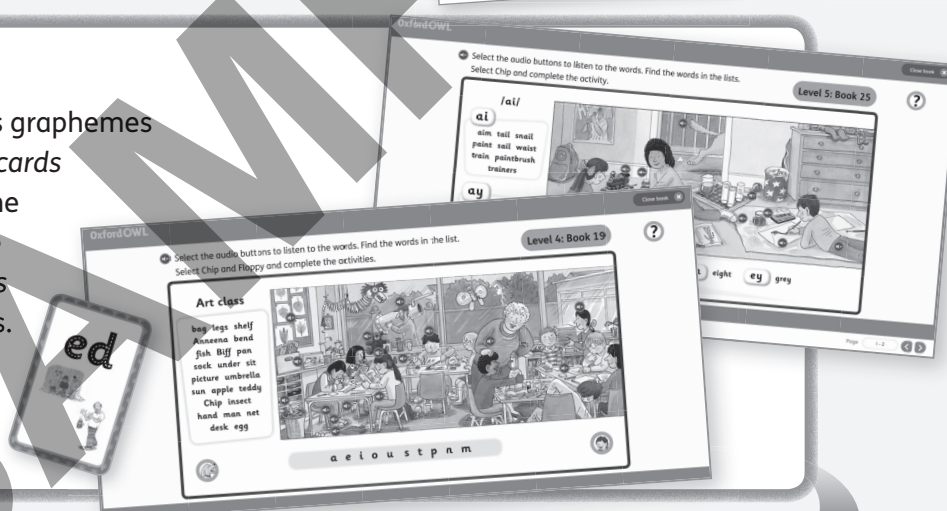 s graphemes
cards
ne
s
s.
ed
OxfordOWL
Select the audio buttons to listen to the words. Find the words in the lists.
Select Chip and complete the activity.
Close book
Level 5: Book 25
?
/ai/
ai
aim tail snail
paint sail waist
train paintbrush
trainers
ay
eight
ey
grey
Page
1-2
OxfordOWL
Select the audio buttons to listen to the words. Find the words in the list.
Select Chip and Floppy and complete the activities.
Close book
Level 4: Book 19
?
Art class
bag legs shelf
Anneena bend
fish Biff pan
sock under sit
picture umbrella
sun apple teddy
Chip insect
hand man net
desk egg
a e i o u s t p n m